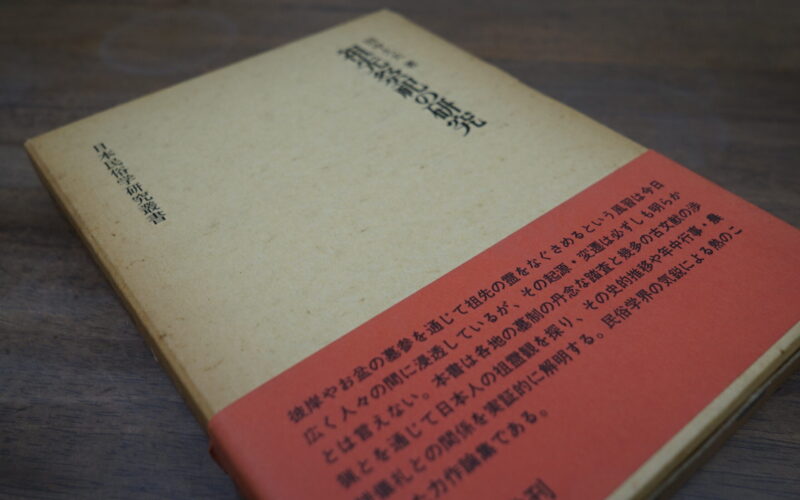 著
祖先祭祀の研究
日本民俗学研究叢書
彼岸やお盆の墓参を通じて祖先の霊をなぐさめるという風習は今日
広く人々の間に浸透しているが、その起源・変遷は必ずしも明らか
とは言えない。本書は各地の墓制の丹念な踏査と幾多の古文献の渉
猟とを通じて日本人の祖霊観を探り、その史的推移や年中行事・農
耕儀礼との関係を実証的に解明する。民俗学界の気鋭による熱のこ
た力作論集である。
刊